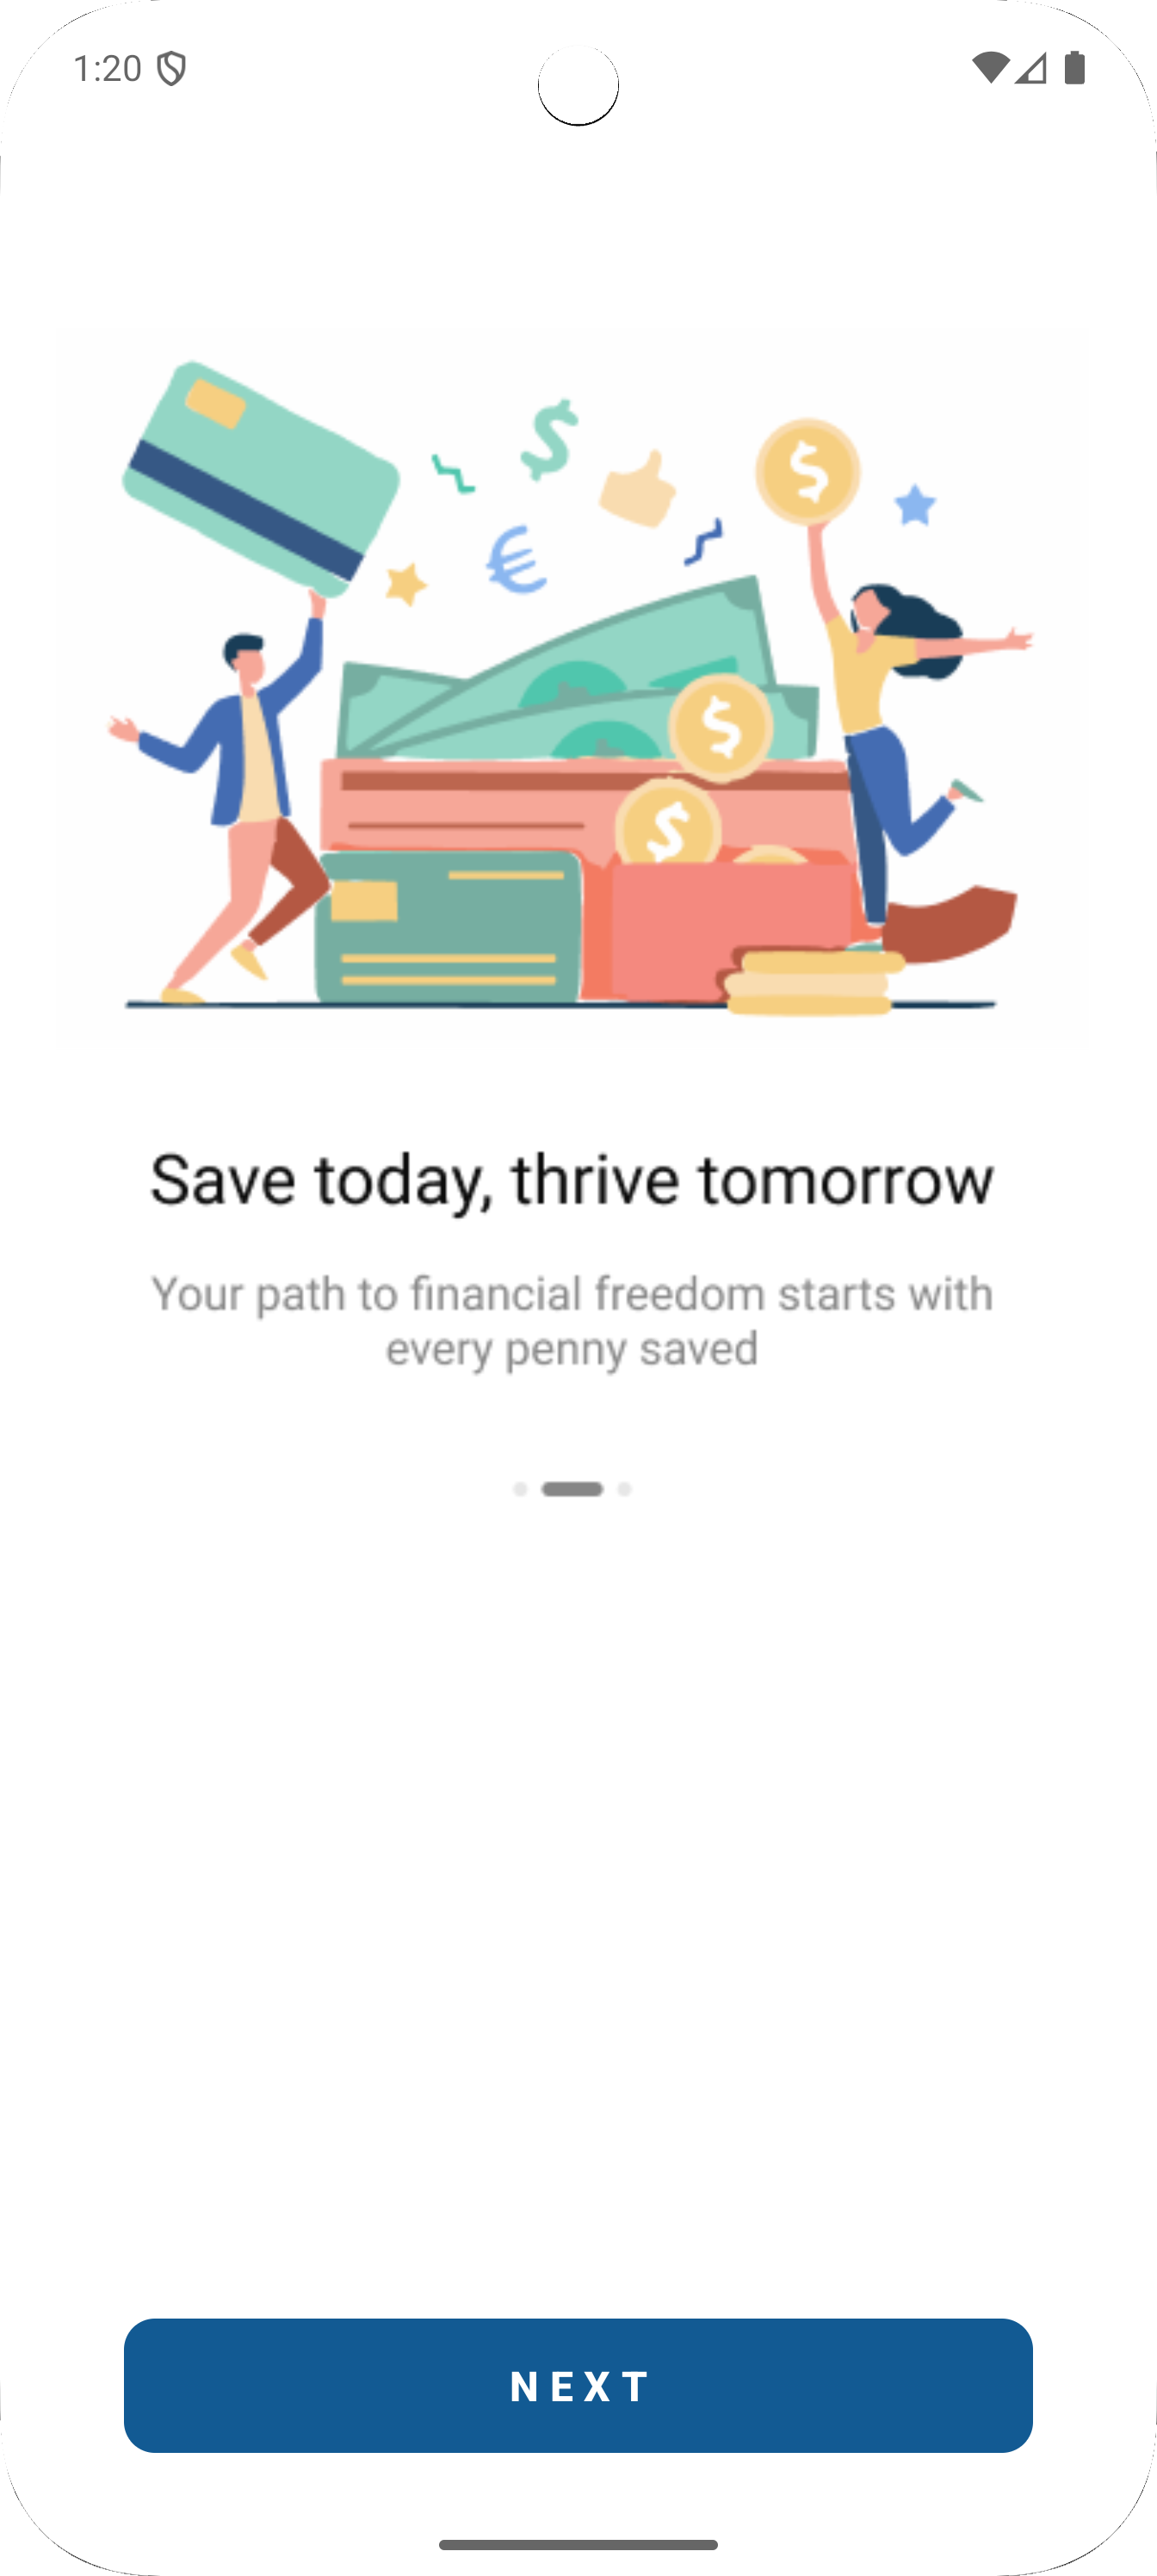 1:20
$
$
€
$
$
Save today, thrive tomorrow
Your path to financial freedom starts with
every penny saved
NEXT